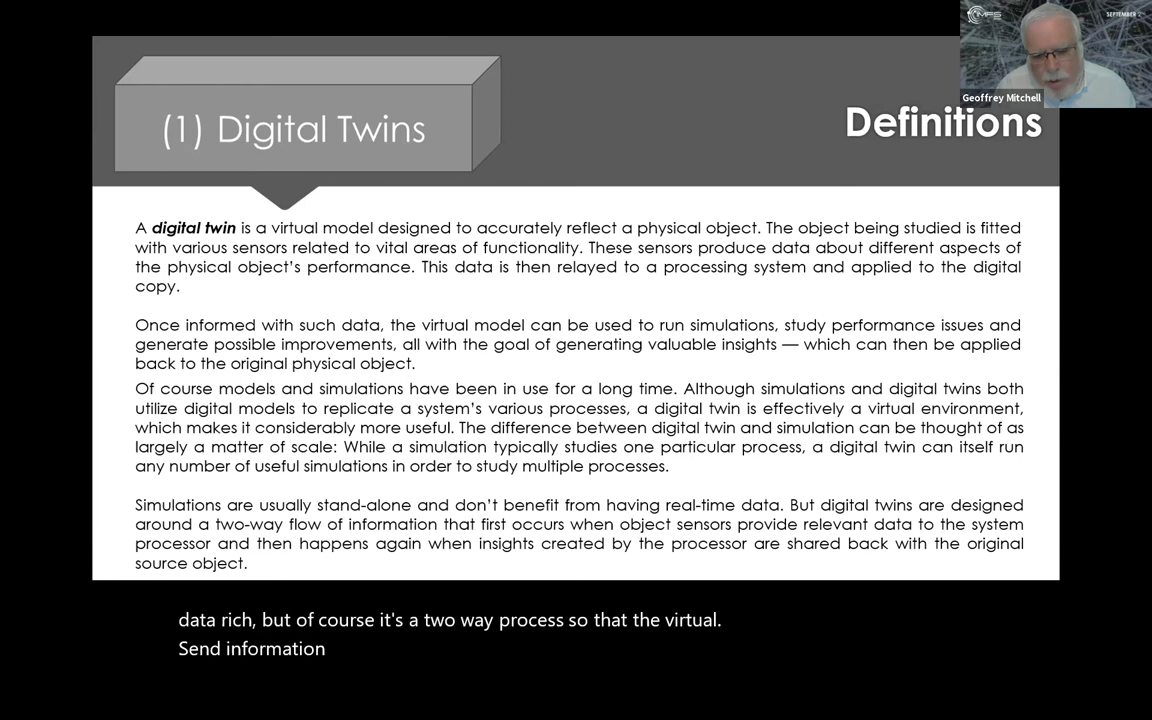 MFS
SEPTEMBER
Geoffrey Mitchell
(1) Digital Twins
Definitions
A digital twin is a virtual model designed to accurately reflect a physical object. The object being studied is fitted
with various sensors related to vital areas of functionality. These sensors produce data about different aspects of
the physical object’s performance. This data is then relayed to a processing system and applied to the digital
copy.
Once informed with such data, the virtual model can be used to run simulations, study performance issues and
generate possible improvements, all with the goal of generating valuable insights — which can then be applied
back to the original physical object.
Of course models and simulations have been in use for a long time. Although simulations and digital twins both
utilize digital models to replicate a system’s various processes, a digital twin is effectively a virtual environment,
which makes it considerably more useful. The difference between digital twin and simulation can be thought of as
largely a matter of scale: While a simulation typically studies one particular process, a digital twin can itself run
any number of useful simulations in order to study multiple processes.
Simulations are usually stand-alone and don’t benefit from having real-time data. But digital twins are designed
around a two-way flow of information that first occurs when object sensors provide relevant data to the system
processor and then happens again when insights created by the processor are shared back with the original
source object.
data rich, but of course it's a two way process so that the virtual.
Send information